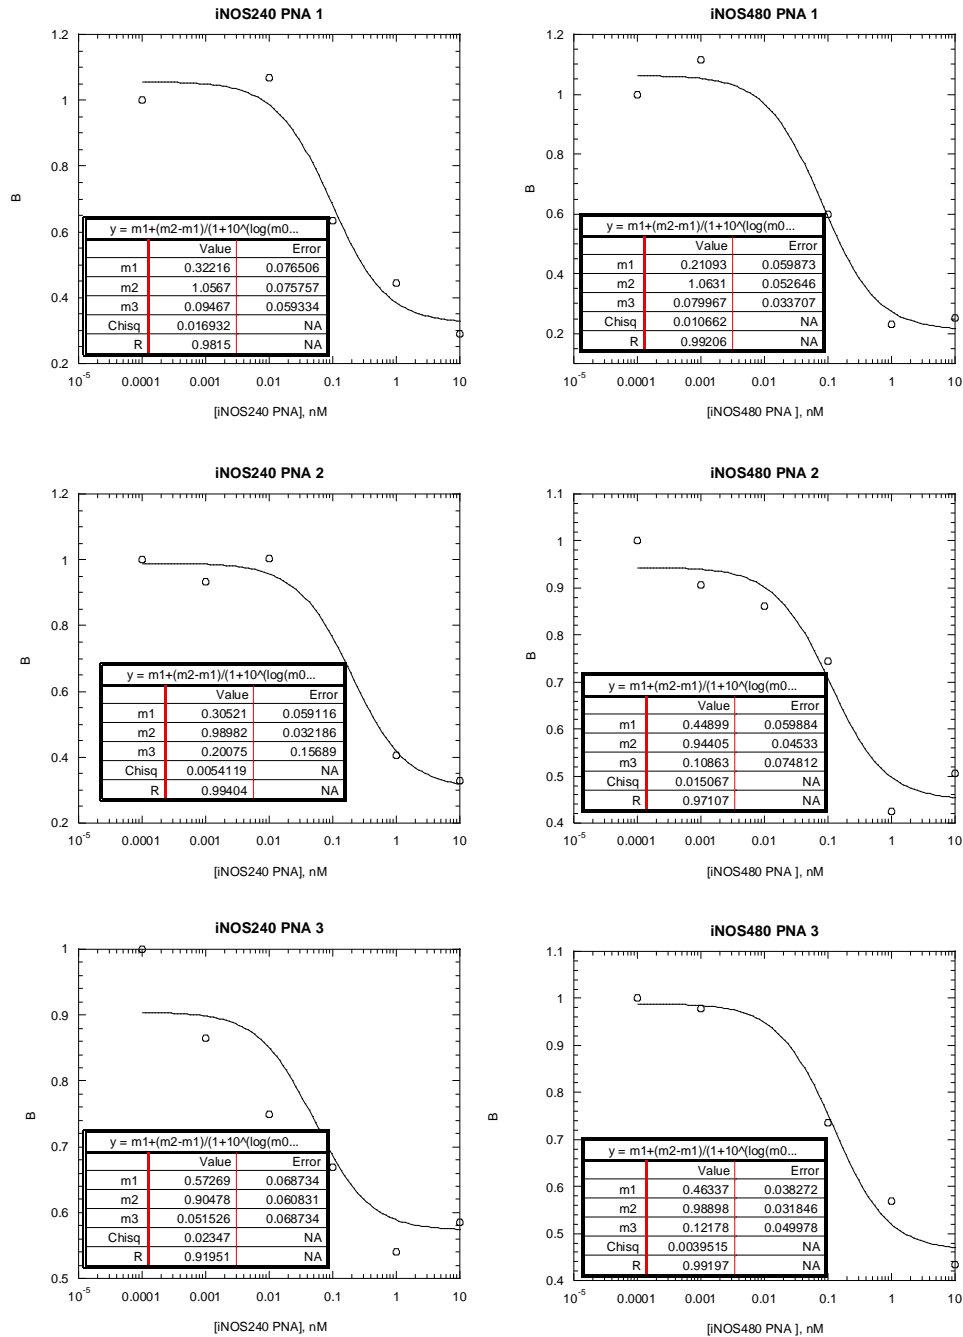 iNOS240 PNA 1
1.2
1
0.8
0.6
0.4
0.2
B
y = m1+(m2-m1)/(1+10^(log(m0...
Value Error
m1 0.32216 0.076506
m2 1.0567 0.075757
m3 0.09467 0.059334
Chisq 0.016932 NA
R 0.9815 NA
10-5 0.0001 0.001 0.01 0.1 1 10
[iNOS240 PNA], nM
iNOS480 PNA 1
1.2
1
0.8
0.6
0.4
0.2
B
y = m1+(m2-m1)/(1+10^(log(m0...
Value Error
m1 0.21093 0.059873
m2 1.0631 0.052646
m3 0.079967 0.033707
Chisq 0.010662 NA
R 0.99206 NA
10-5 0.0001 0.001 0.01 0.1 1 10
[iNOS480 PNA ], nM
iNOS240 PNA 2
1.2
1
0.8
0.6
0.4
0.2
B
y = m1+(m2-m1)/(1+10^(log(m0...
Value Error
m1 0.30521 0.059116
m2 0.98982 0.032186
m3 0.20075 0.15689
Chisq 0.0054119 NA
R 0.99404 NA
10-5 0.0001 0.001 0.01 0.1 1 10
[iNOS240 PNA], nM
iNOS480 PNA 2
1.1
1
0.9
0.8
0.7
0.6
0.5
0.4
B
y = m1+(m2-m1)/(1+10^(log(m0...
Value Error
m1 0.44899 0.059884
m2 0.94405 0.04533
m3 0.10863 0.074812
Chisq 0.015067 NA
R 0.97107 NA
10-5 0.0001 0.001 0.01 0.1 1 10
[iNOS480 PNA ], nM
iNOS240 PNA 3
1
0.9
0.8
0.7
0.6
0.5
B
y = m1+(m2-m1)/(1+10^(log(m0...
Value Error
m1 0.57269 0.068734
m2 0.90478 0.060831
m3 0.051526 0.068734
Chisq 0.02347 NA
R 0.91951 NA
10-5 0.0001 0.001 0.01 0.1 1 10
[iNOS240 PNA], nM
iNOS480 PNA 3
1.1
1
0.9
0.8
0.7
0.6
0.5
0.4
B
y = m1+(m2-m1)/(1+10^(log(m0...
Value Error
m1 0.46337 0.038272
m2 0.98898 0.031846
m3 0.12178 0.049978
Chisq 0.0039515 NA
R 0.99197 NA
10-5 0.0001 0.001 0.01 0.1 1 10
[iNOS480 PNA ], nM